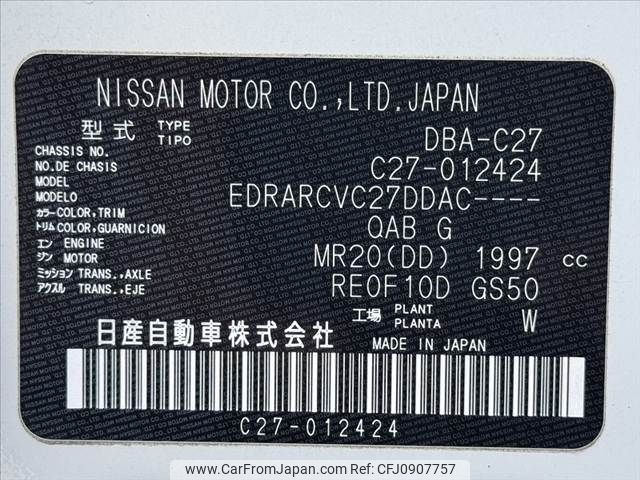 NISSAN MOTOR CO.,LTD.JAPAN
型式 TYPE TIPO DBA-C27
CHASSIS NO. NO.DE CHASIS C27-012424
MODEL MODELO EDRARCVC27DDAC----
カラー COLOR,TRIM トリム COLOR,GUARNICION QAB G
エンジン ENGINE MOTOR MR20(DD) 1997 cc
ミッション TRANS.,AXLE アクスル TRANS.,EJE RE0F10D GS50
工場 PLANT PLANTA W
日産自動車株式会社 MADE IN JAPAN
C27-012424
www.CarFromJapan.com | Ref No. CFJ0907757